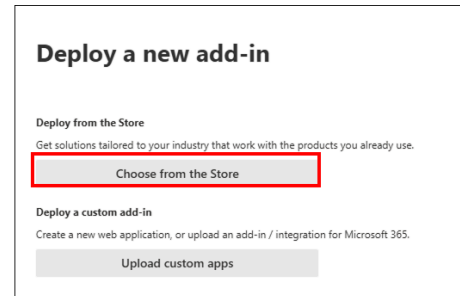 Deploy a new add-in
Deploy from the Store
Get solutions tailored to your industry that work with the products you already use.
Choose from the Store
Deploy a custom add-in
Create a new web application, or upload an add-in / integration for Microsoft 365.
Upload custom apps